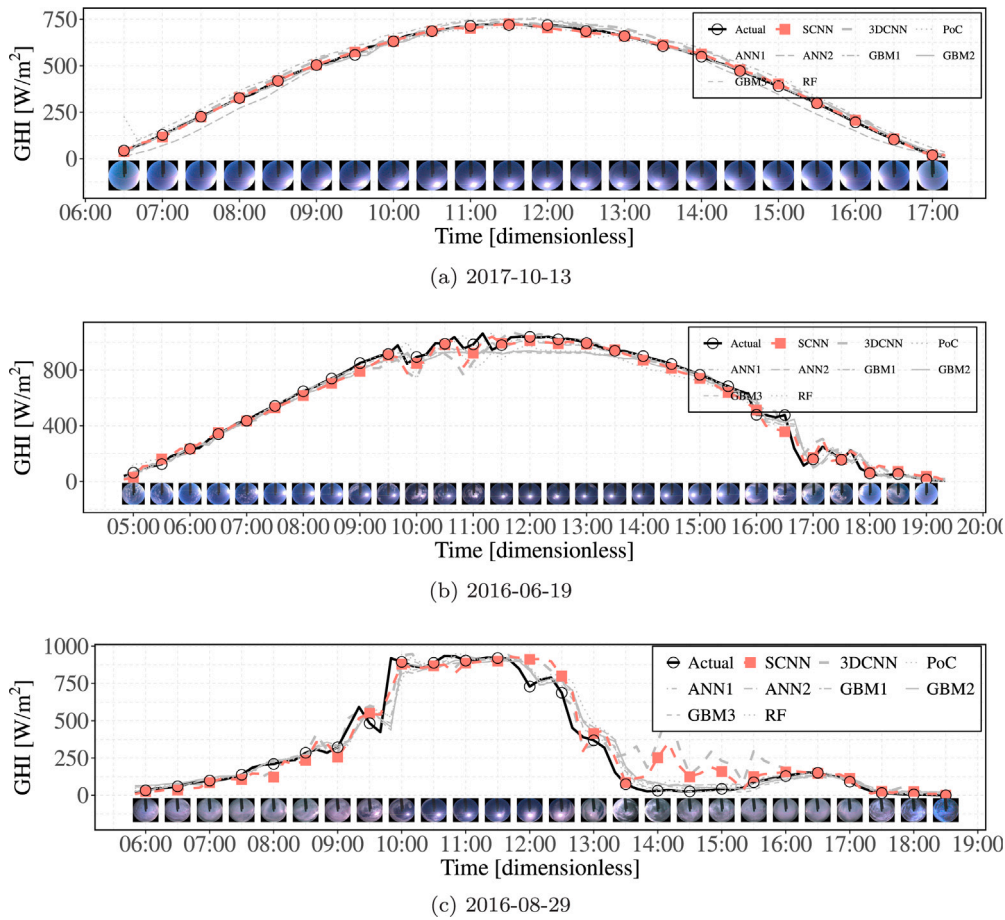 750
500
250
0
GHI [W/m²]
Actual SCNN 3DCNN PoC
ANN1 ANN2 GBM1 GBM2
GBM3 RF
06:00 07:00 08:00 09:00 10:00 11:00 12:00 13:00 14:00 15:00 16:00 17:00
Time [dimensionless]
(a) 2017-10-13
800
400
0
GHI [W/m²]
Actual SCNN 3DCNN PoC
ANN1 ANN2 GBM1 GBM2
GBM3 RF
05:00 06:00 07:00 08:00 09:00 10:00 11:00 12:00 13:00 14:00 15:00 16:00 17:00 18:00 19:00 20:00
Time [dimensionless]
(b) 2016-06-19
1000
750
500
250
0
GHI [W/m²]
Actual SCNN 3DCNN PoC
ANN1 ANN2 GBM1 GBM2
GBM3 RF
06:00 07:00 08:00 09:00 10:00 11:00 12:00 13:00 14:00 15:00 16:00 17:00 18:00 19:00
Time [dimensionless]
(c) 2016-08-29